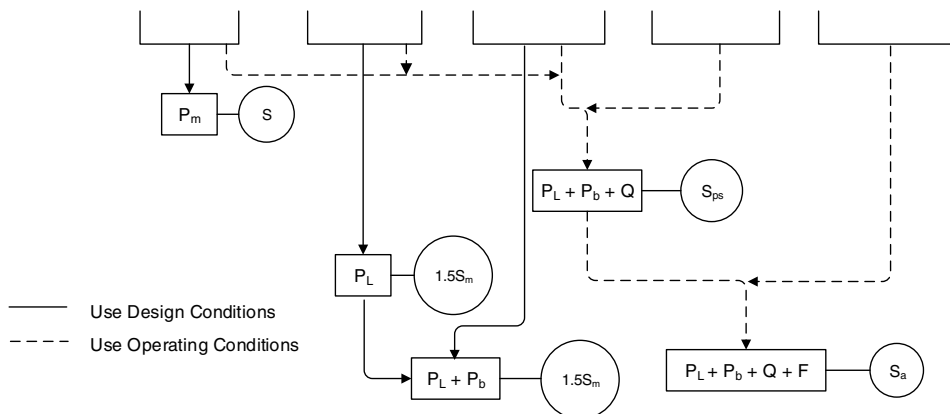 Pm
S
PL + Pb + Q
Sps
PL
1.5Sm
Use Design Conditions
Use Operating Conditions
PL + Pb
1.5Sm
PL + Pb + Q + F
Sa